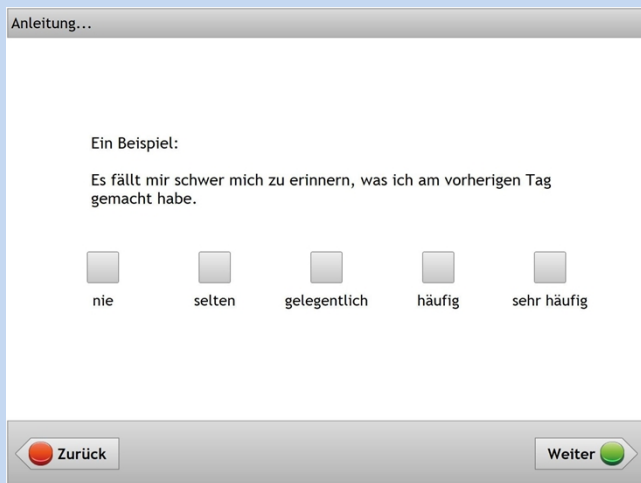 Anleitung...
Ein Beispiel:
Es fällt mir schwer mich zu erinnern, was ich am vorherigen Tag
gemacht habe.
nie selten gelegentlich häufig sehr häufig
Zurück Weiter